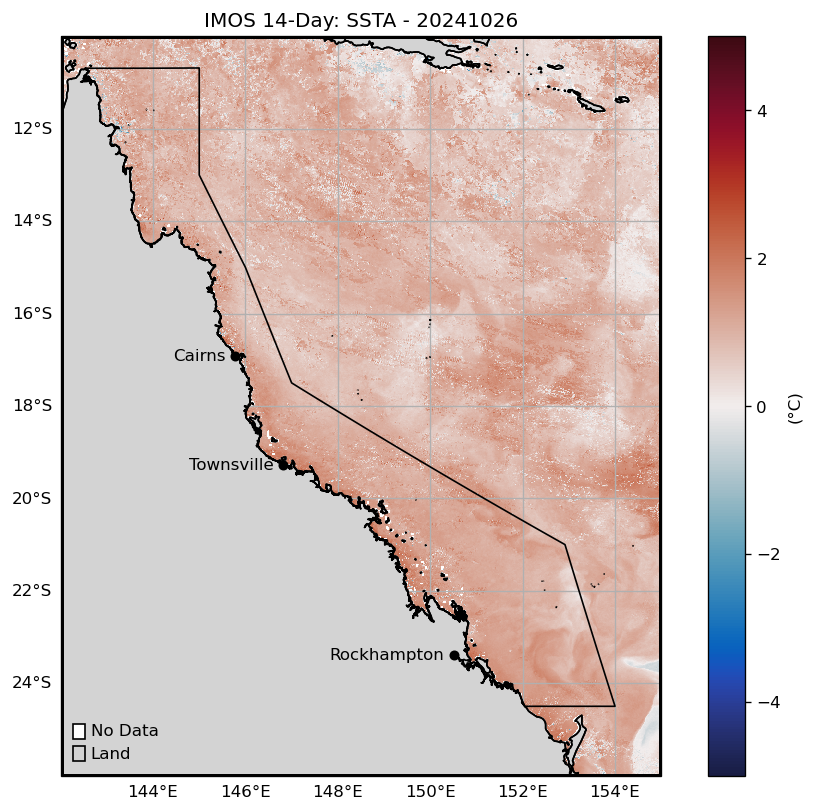 IMOS 14-Day: SSTA - 20241026
12°S
14°S
16°S
18°S
20°S
22°S
24°S
Cairns
Townsville
Rockhampton
No Data
Land
144°E 146°E 148°E 150°E 152°E 154°E
4
2
0
−2
−4
(°C)